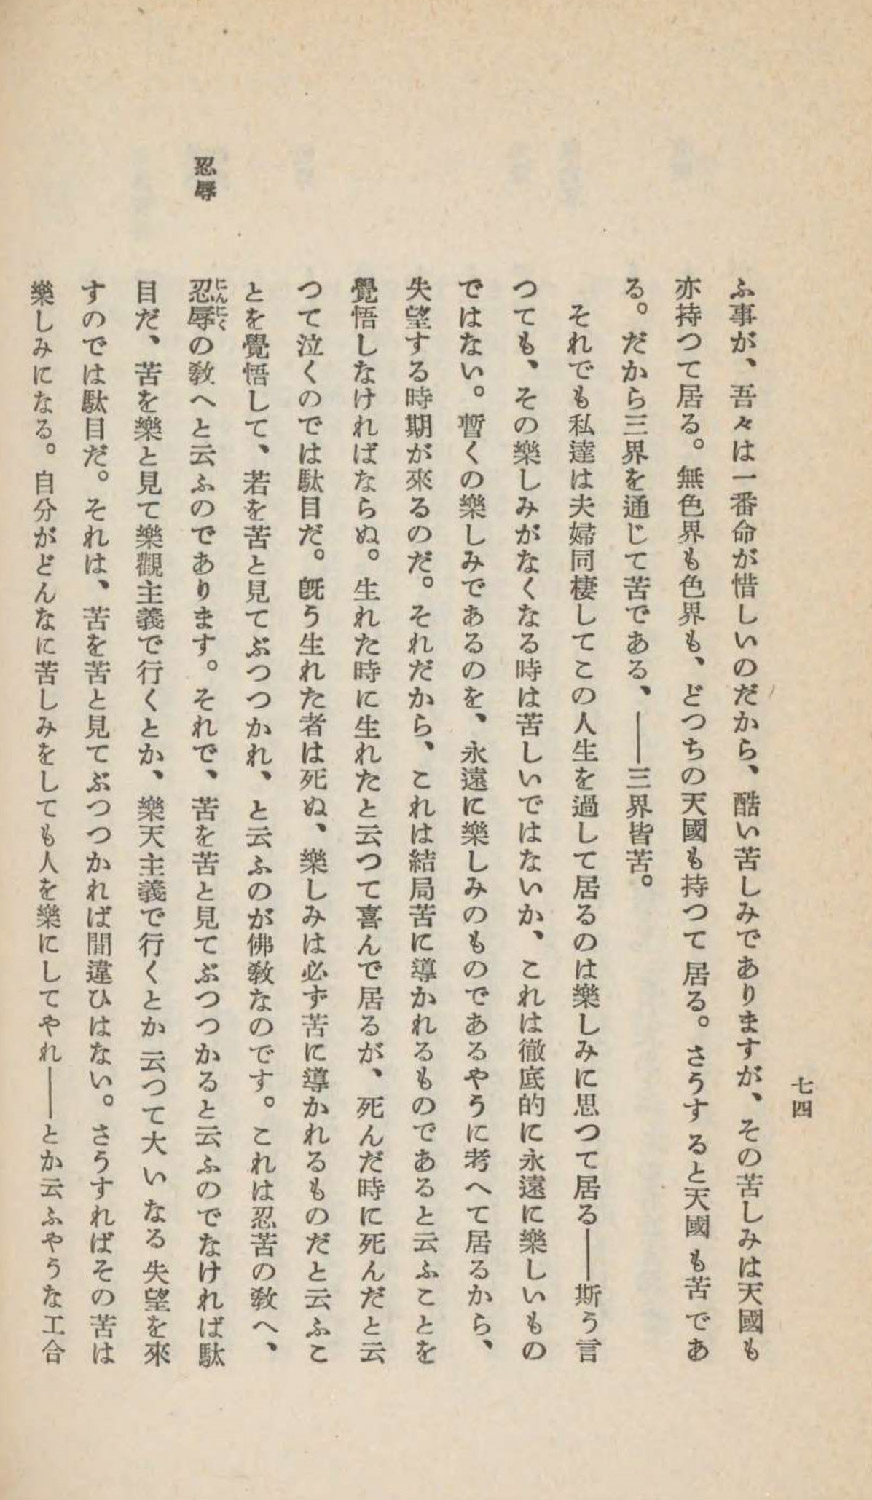 七四
ふ事が、吾々は一番命が惜しいのだから、酷い苦しみでありますが、その苦しみは天國も
亦持つて居る。無色界も色界も、どつちの天國も持つて居る。さうすると天國も苦であ
る。だから三界を通じて苦である、――三界皆苦。
それでも私達は夫婦同棲してこの人生を過して居るのは樂しみに思つて居る――斯う言
つても、その樂しみがなくなる時は苦しいではないか、これは徹底的に永遠に樂しいもの
ではない。暫くの樂しみであるのを、永遠に樂しみのものであるやうに考へて居るから、
失望する時期が來るのだ。それだから、これは結局苦に導かれるものであると云ふことを
覺悟しなければならぬ。生れた時に生れたと云つて喜んで居るが、死んだ時に死んだと云
つて泣くのでは駄目だ。旣う生れた者は死ぬ、樂しみは必ず苦に導かれるものだと云ふこ
とを覺悟して、若を苦と見てぶつつかれ、と云ふのが佛敎なのです。これは忍苦の敎へ、
忍辱
忍辱の敎へと云ふのであります。それで、苦を苦と見てぶつつかると云ふのでなければ駄
にんにく
目だ、苦を樂と見て樂觀主義で行くとか、樂天主義で行くとか云つて大いなる失望を來
すのでは駄目だ。それは、苦を苦と見てぶつつかれば間違ひはない。さうすればその苦は
樂しみになる。自分がどんなに苦しみをしても人を樂にしてやれ――とか云ふやうな工合